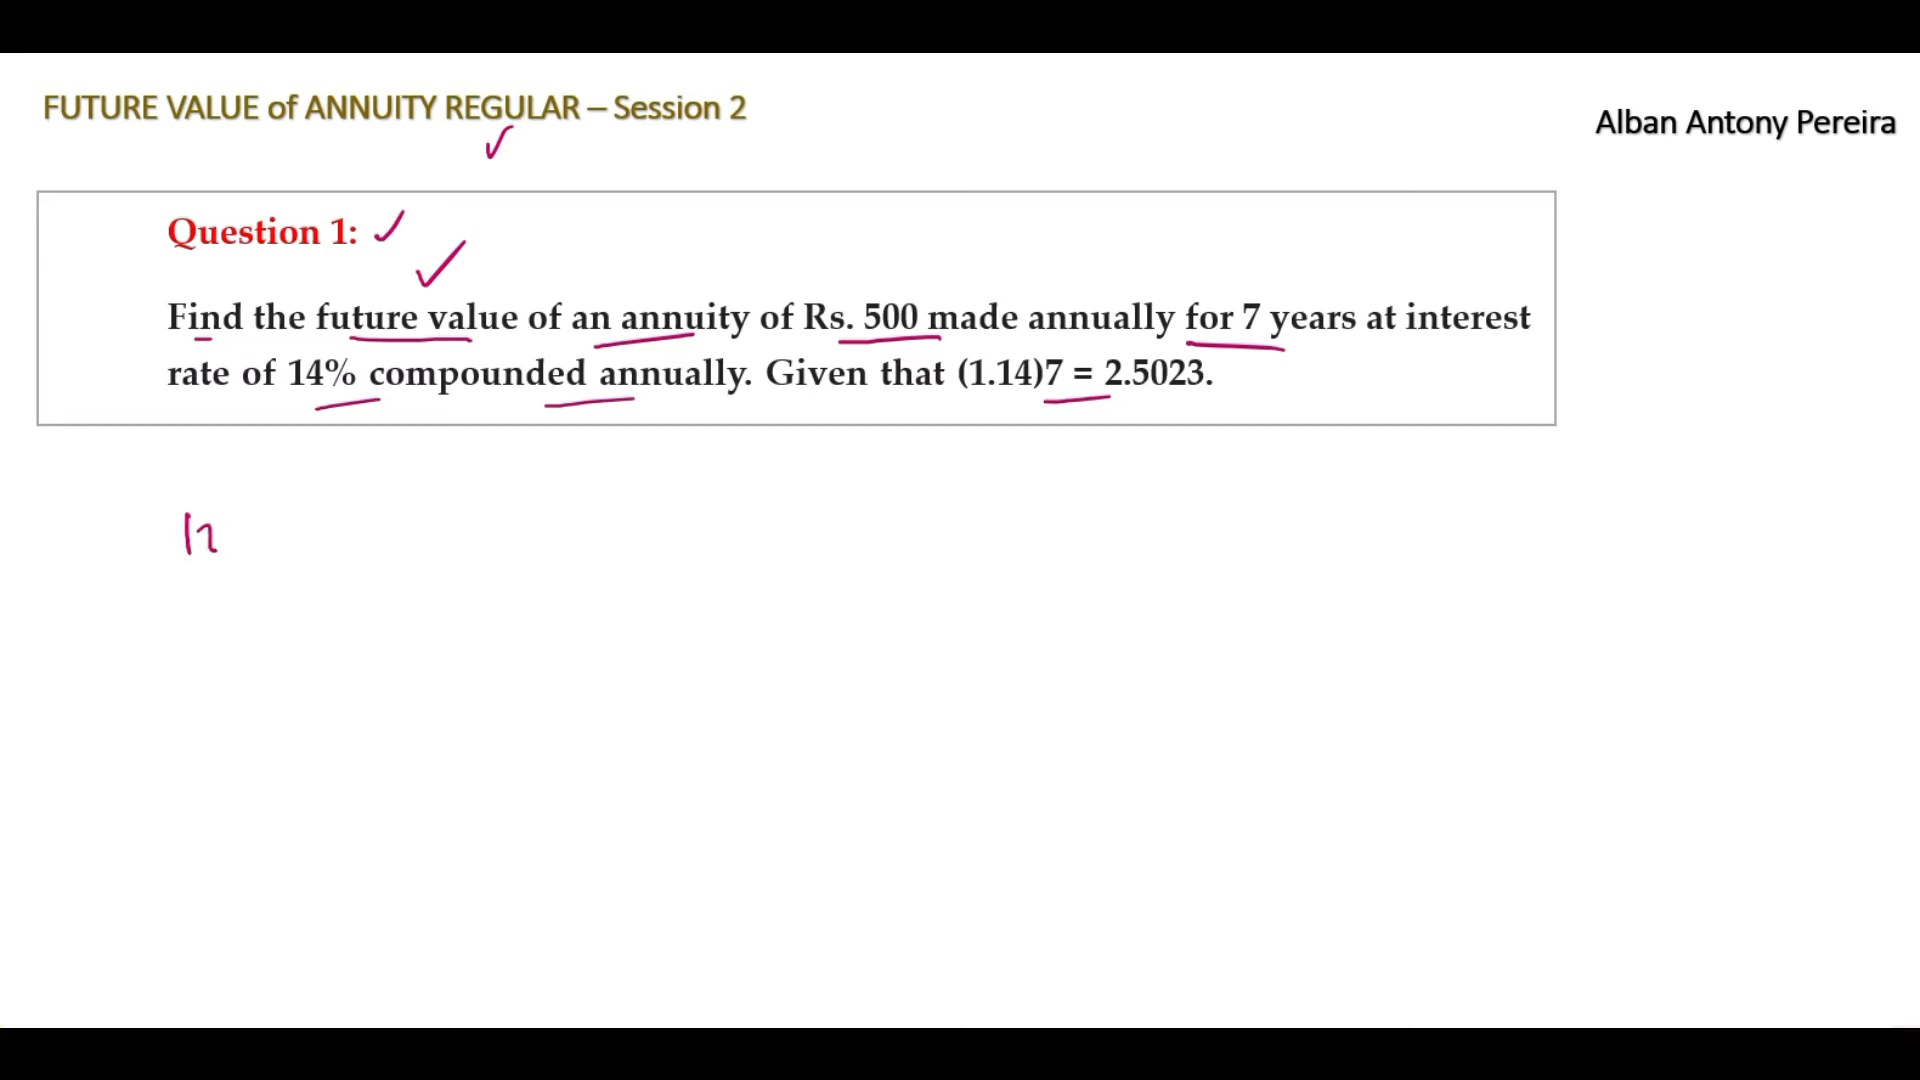 FUTURE VALUE of ANNUITY REGULAR – Session 2
Alban Antony Pereira
Question 1:
Find the future value of an annuity of Rs. 500 made annually for 7 years at interest
rate of 14% compounded annually. Given that (1.14)7 = 2.5023.